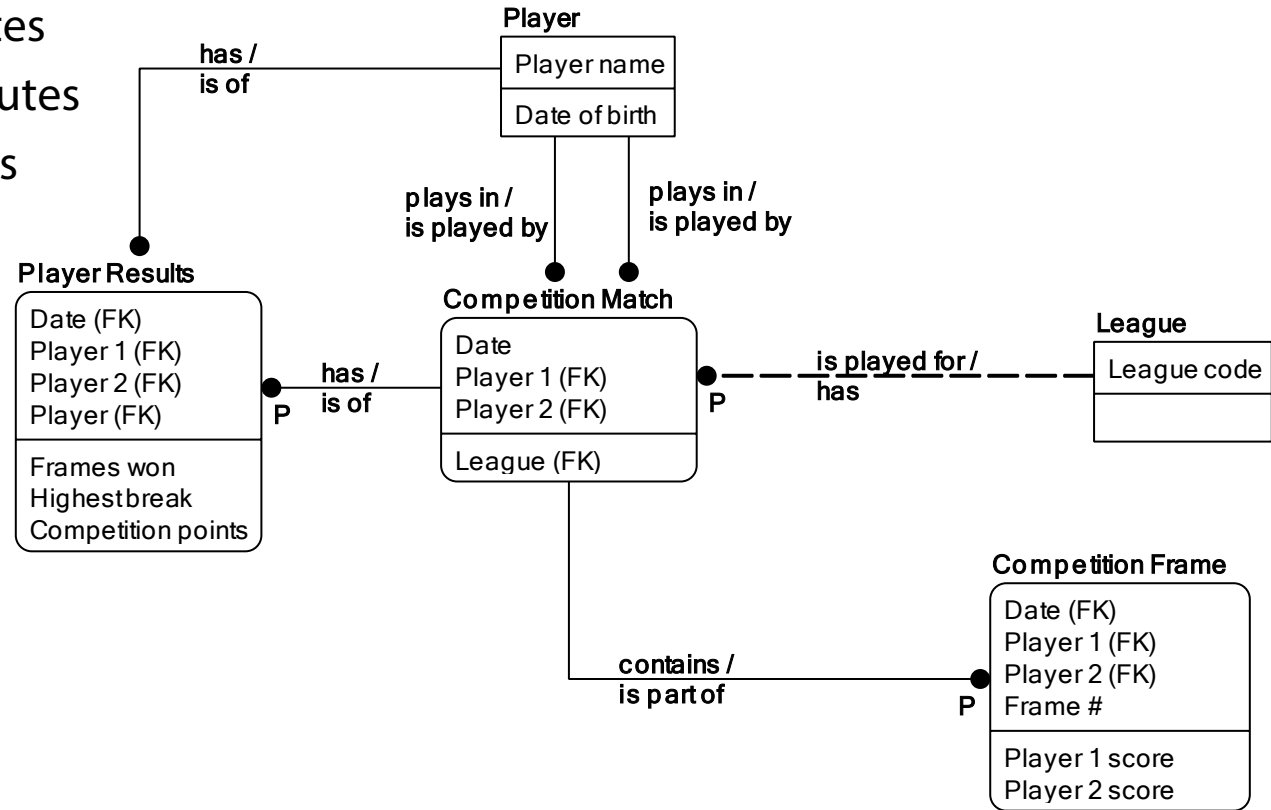 tes
utes
s
Player
Player name
Date of birth
has /
is of
plays in /
is played by
plays in /
is played by
Player Results
Date (FK)
Player 1 (FK)
Player 2 (FK)
Player (FK)
Frames won
Highest break
Competition points
has /
is of
P
Competition Match
Date
Player 1 (FK)
Player 2 (FK)
League (FK)
P
is played for /
has
League
League code
contains /
is part of
P
Competition Frame
Date (FK)
Player 1 (FK)
Player 2 (FK)
Frame #
Player 1 score
Player 2 score